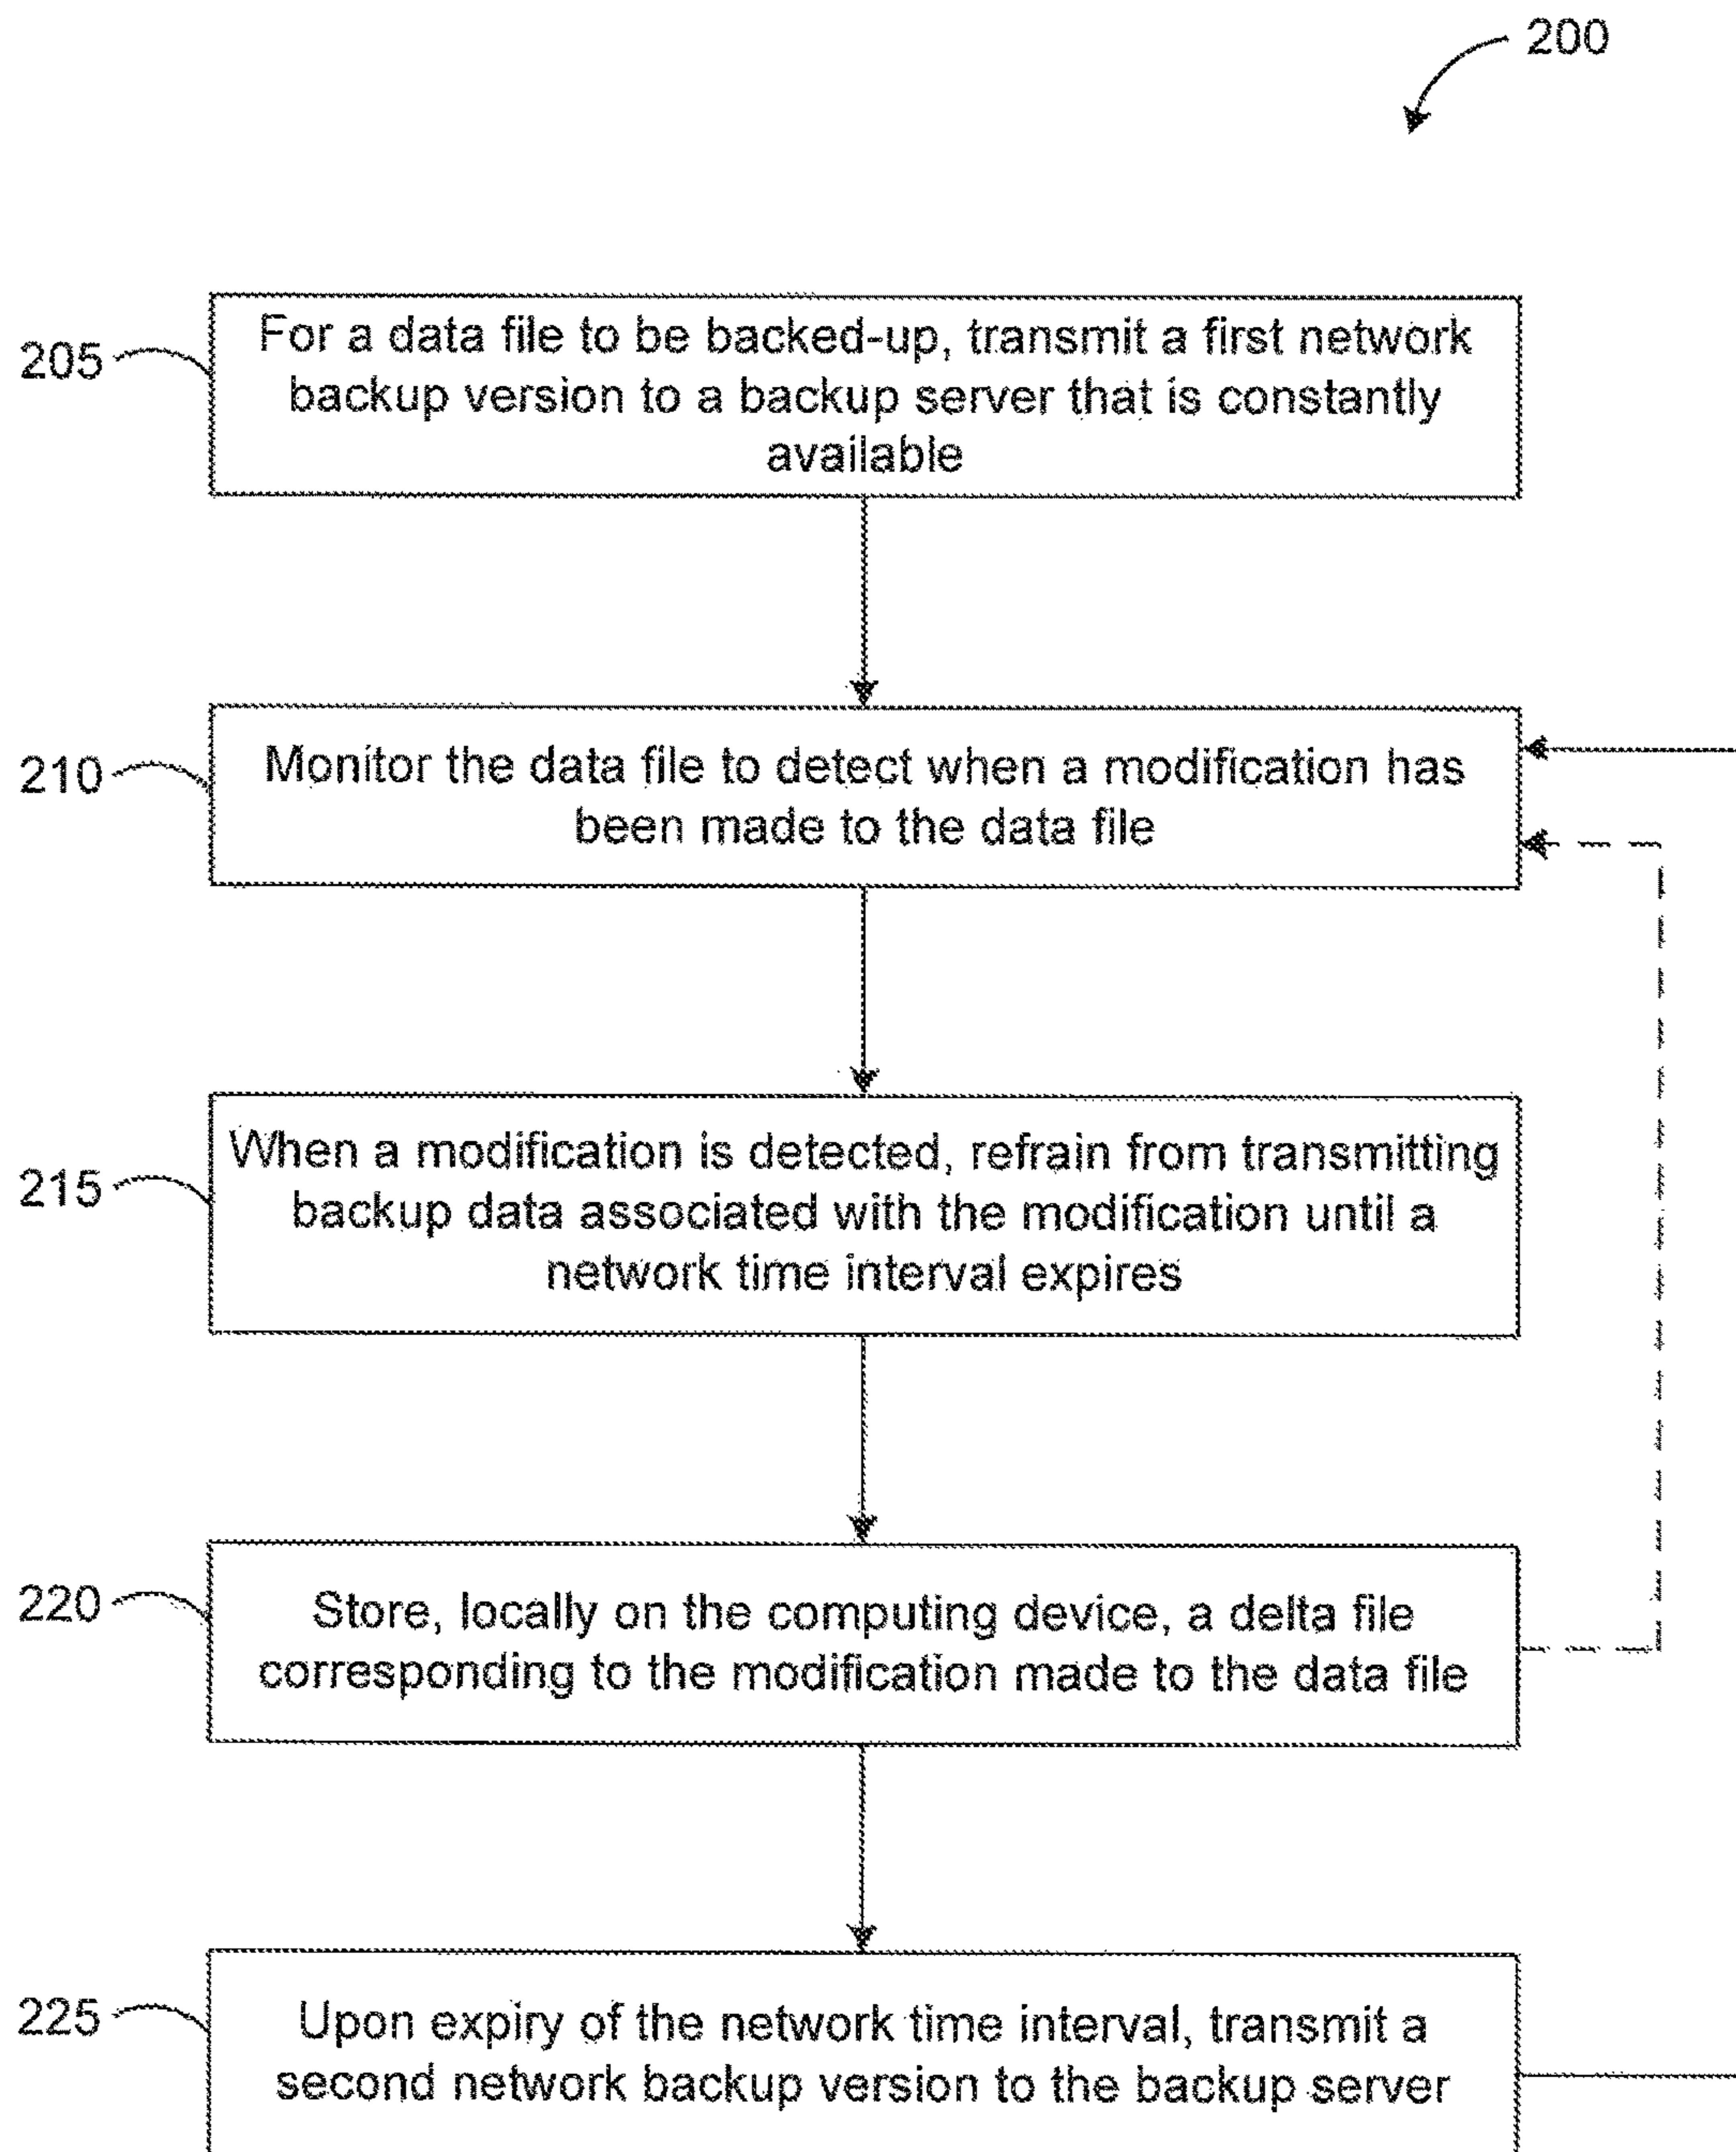 200
205
For a data file to be backed-up, transmit a first network
backup version to a backup server that is constantly
available
210
Monitor the data file to detect when a modification has
been made to the data file
215
When a modification is detected, refrain from transmitting
backup data associated with the modification until a
network time interval expires
220
Store, locally on the computing device, a delta file
corresponding to the modification made to the data file
225
Upon expiry of the network time interval, transmit a
second network backup version to the backup server